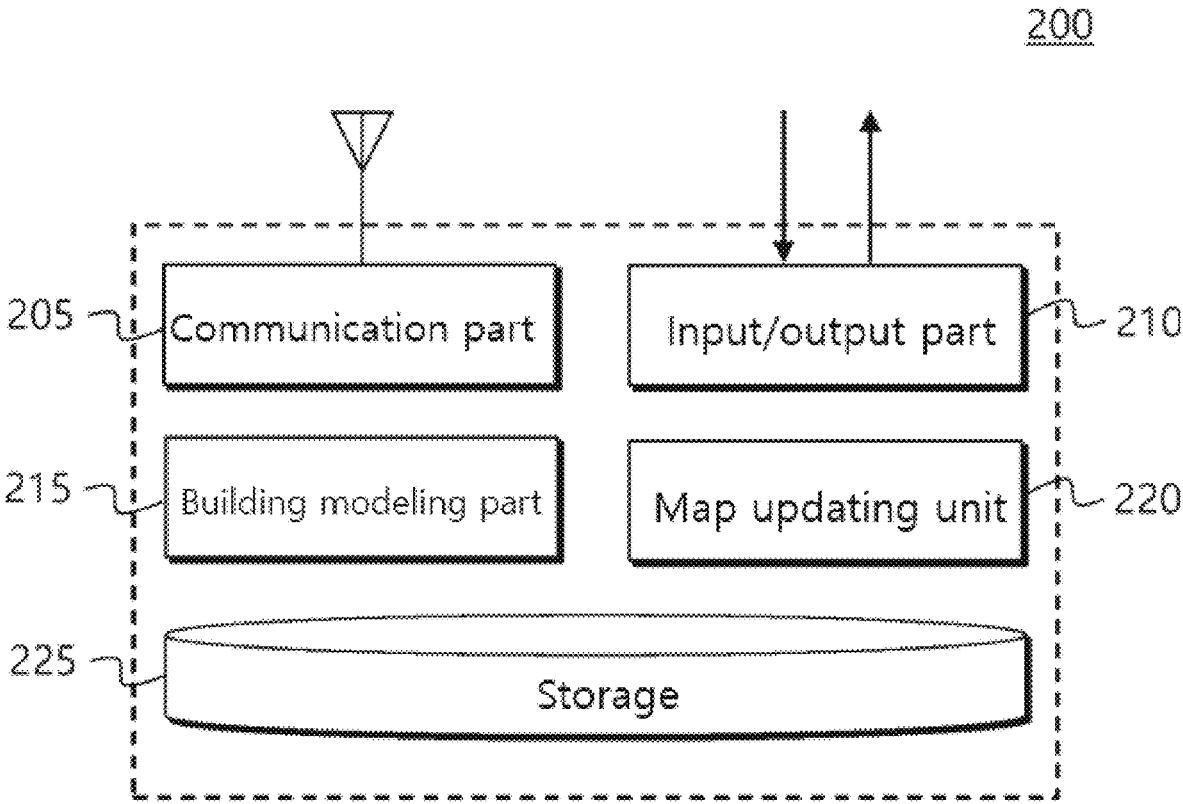 200
205
Communication part
Input/output part
210
215
Building modeling part
Map updating unit
220
225
Storage